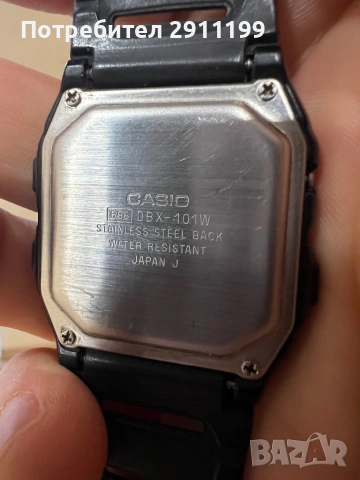 Потребител 2911199
CASIO
686 DBX-101W
STAINLESS STEEL BACK
WATER RESISTANT
JAPAN J
BAZAR